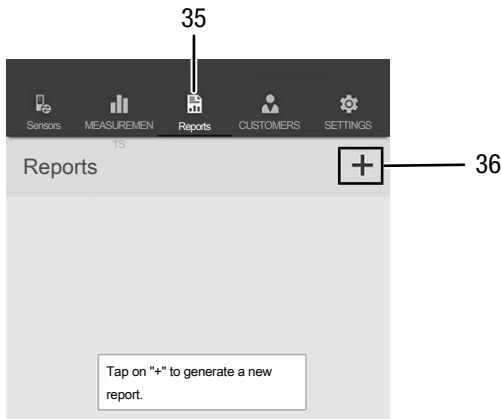 35
Sensors MEASUREMEN Reports CUSTOMERS SETTINGS
TS
Reports
36
Tap on "+" to generate a new
report.